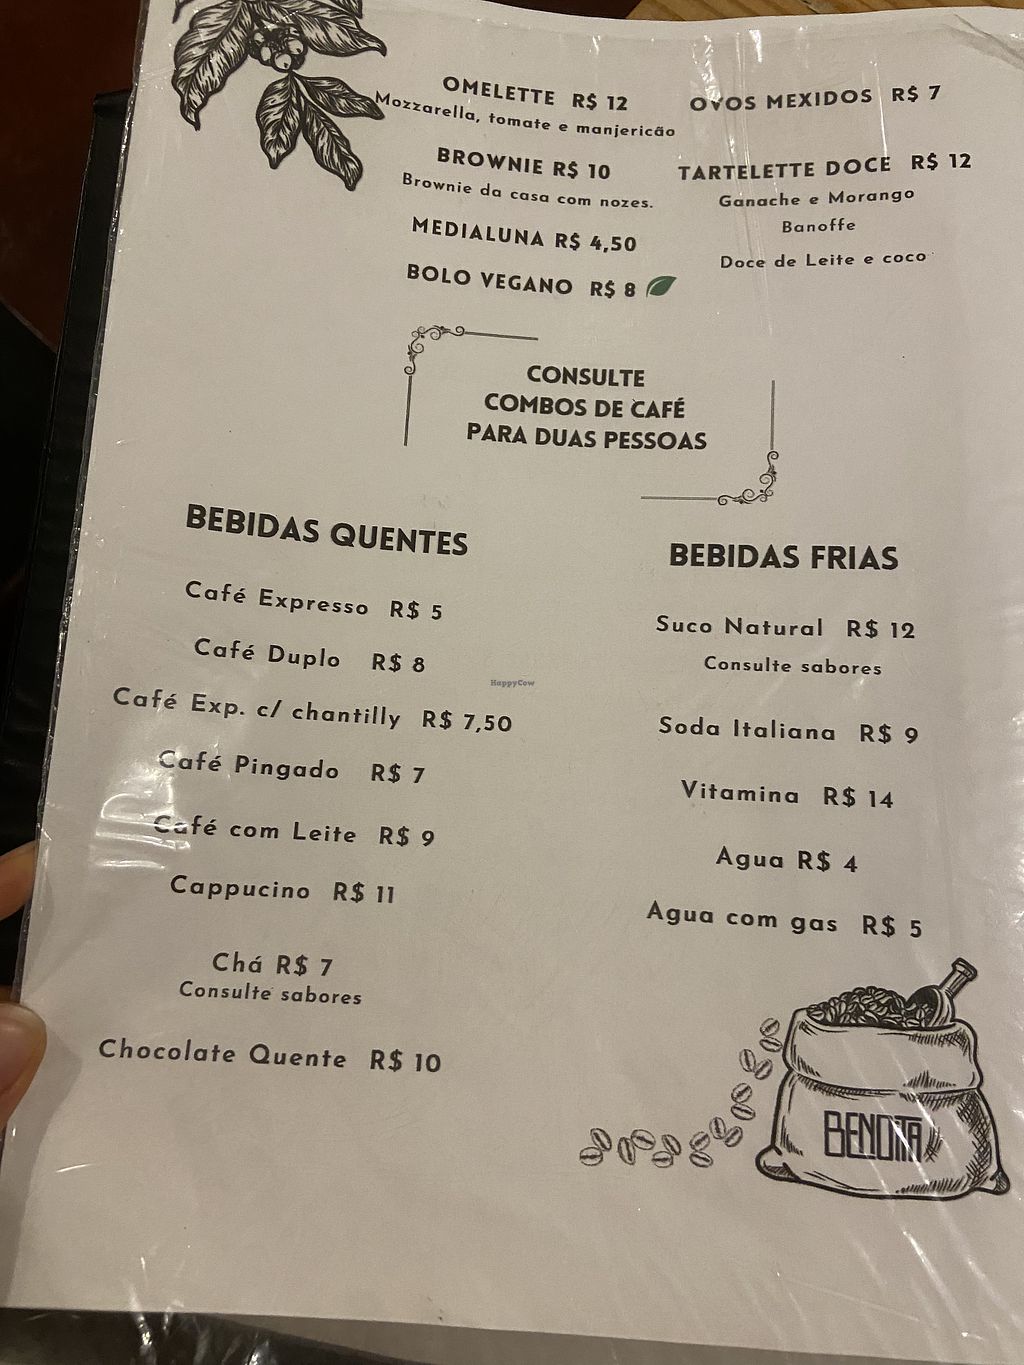 OMELETTE R$ 12
Mozzarella, tomate e manjericão
BROWNIE R$ 10
Brownie da casa com nozes.
MEDIALUNA R$ 4,50
BOLO VEGANO R$ 8
OVOS MEXIDOS R$ 7
TARTELETTE DOCE R$ 12
Ganache e Morango
Banoffe
Doce de Leite e coco
CONSULTE
COMBOS DE CAFÉ
PARA DUAS PESSOAS
BEBIDAS QUENTES
Café Expresso R$ 5
Café Duplo R$ 8
Café Exp. c/ chantilly R$ 7,50
Café Pingado R$ 7
Café com Leite R$ 9
Cappucino R$ 11
Chá R$ 7
Consulte sabores
Chocolate Quente R$ 10
BEBIDAS FRIAS
Suco Natural R$ 12
Consulte sabores
Soda Italiana R$ 9
Vitamina R$ 14
Agua R$ 4
Agua com gas R$ 5
BENDITA
HappyCow